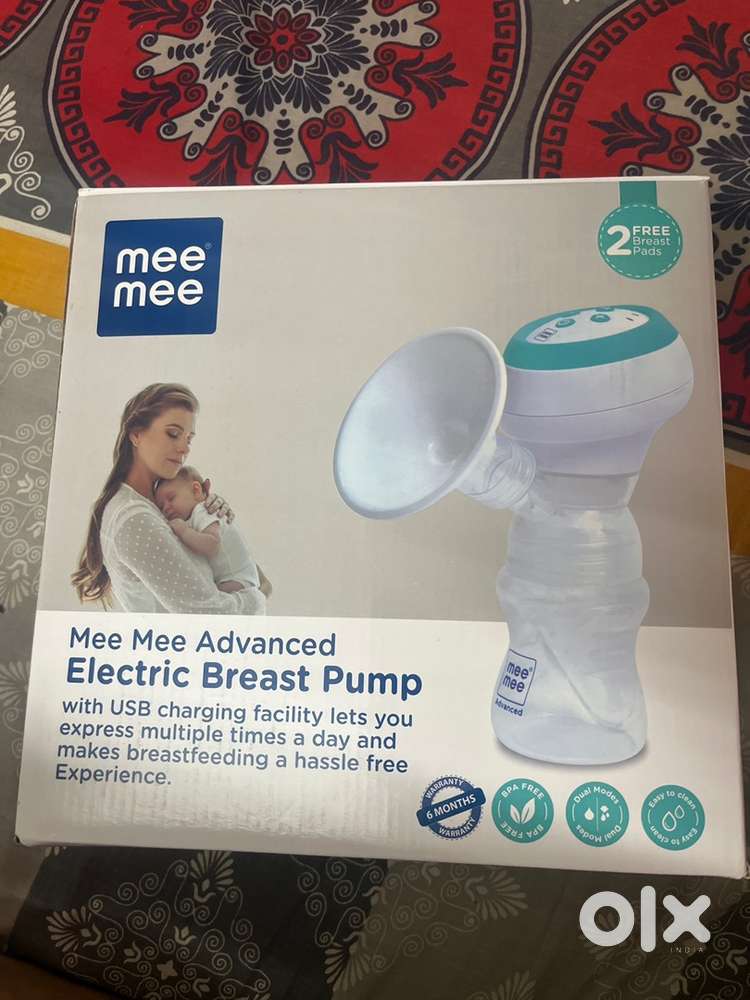 mee®
mee
2 FREE
Breast
Pads
mee®
mee
Advanced
Mee Mee Advanced
Electric Breast Pump
with USB charging facility lets you
express multiple times a day and
makes breastfeeding a hassle free
Experience.
WARRANTY
6 MONTHS
WARRANTY
BPA FREE
BPA FREE
Dual Modes
Dual Modes
Easy to clean
Easy to clean
olx
INDIA